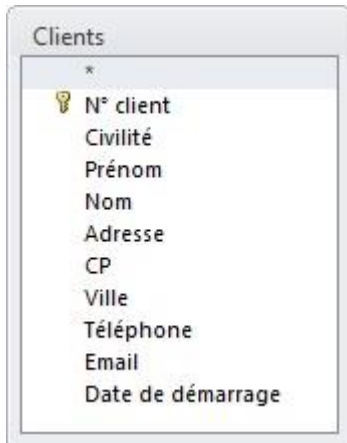 Clients
*
N° client
Civilité
Prénom
Nom
Adresse
CP
Ville
Téléphone
Email
Date de démarrage